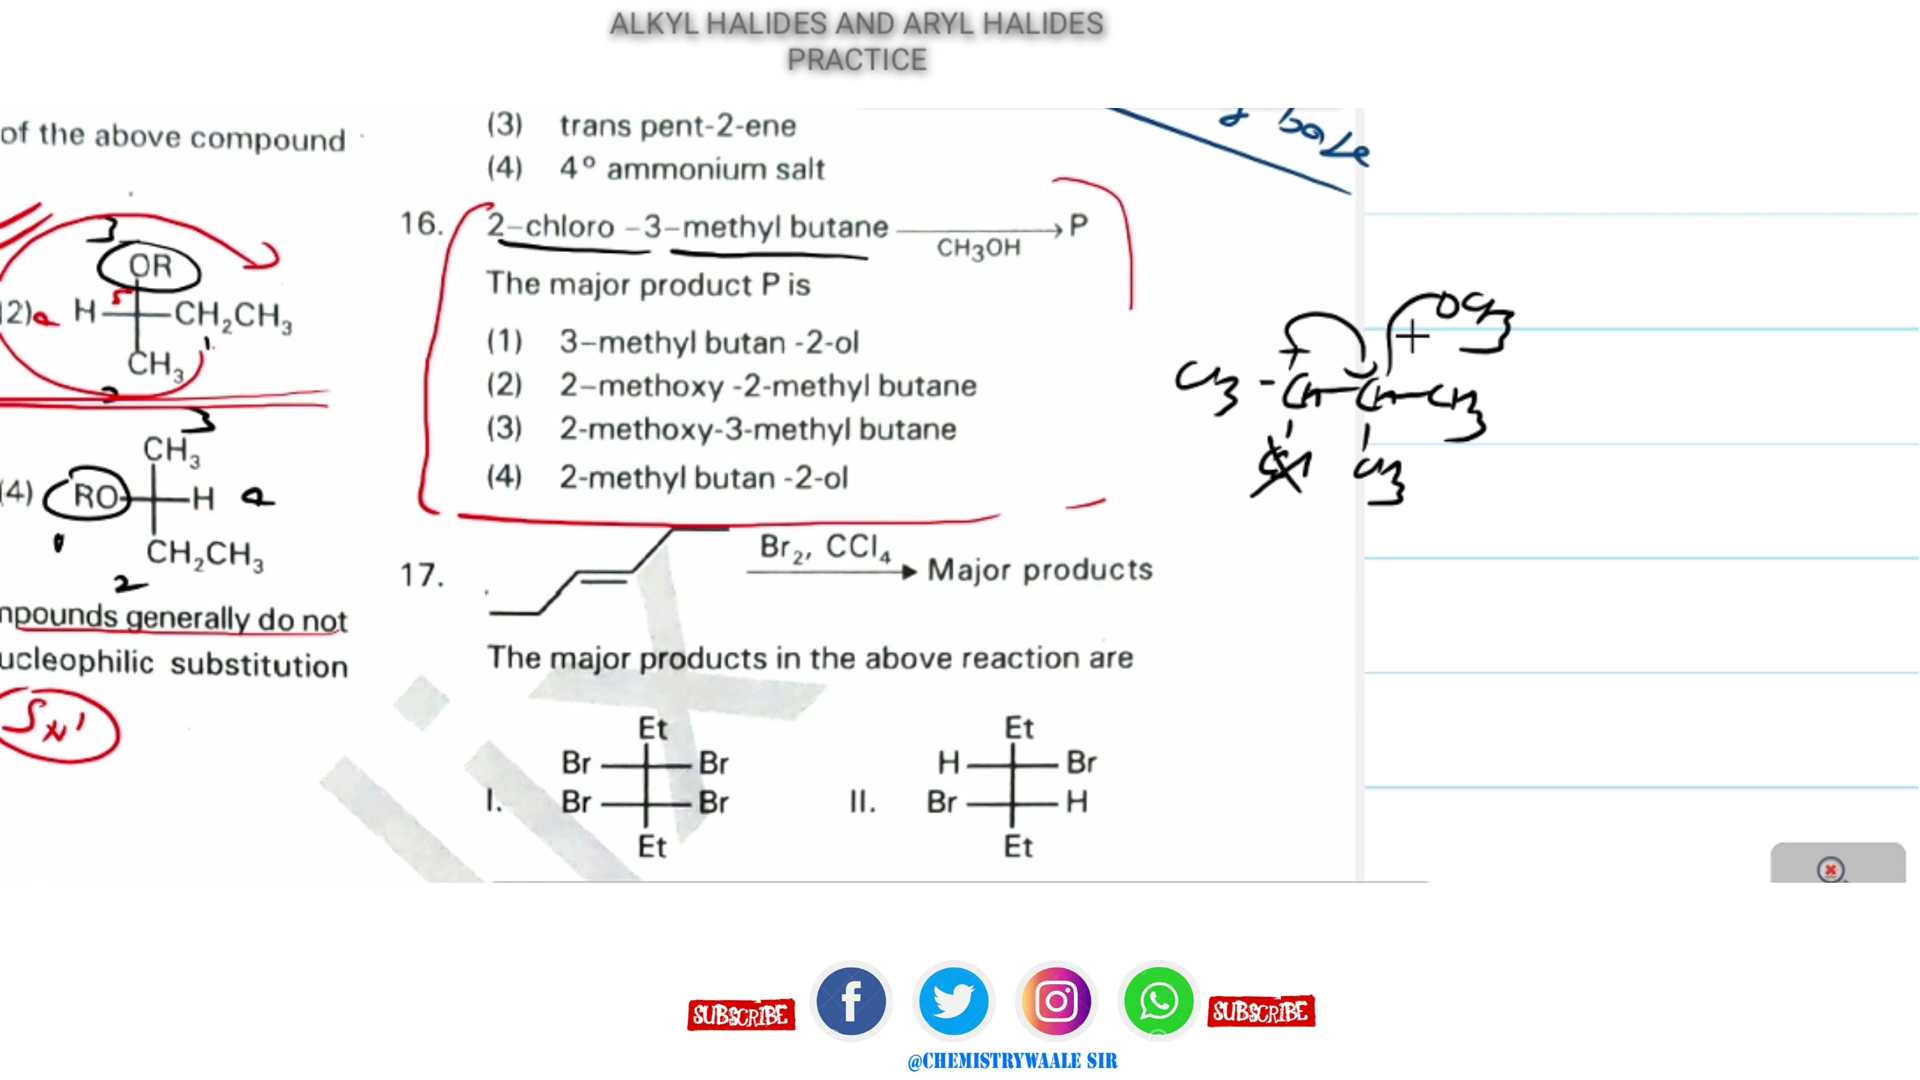 ALKYL HALIDES AND ARYL HALIDES
PRACTICE
of the above compound
3
OR
H
CH₂CH₃
CH₃
CH₃
(4) RO
H
CH₂CH₃
2
mpounds generally do not
ucleophilic substitution
SN1
(3) trans pent-2-ene
(4) 4° ammonium salt
16. 2–chloro –3–methyl butane → P
CH₃OH
The major product P is
(1) 3–methyl butan -2-ol
(2) 2–methoxy -2-methyl butane
(3) 2-methoxy-3-methyl butane
(4) 2-methyl butan -2-ol
17.
Br₂, CCl₄
Major products
The major products in the above reaction are
I.
Et
Br Br
Br Br
Et
II.
Et
H Br
Br H
Et
base
OCH3
+ +
CH3 - CH - CH - CH3
CH3
SUBSCRIBE
SUBSCRIBE
@CHEMISTRYWAALE SIR